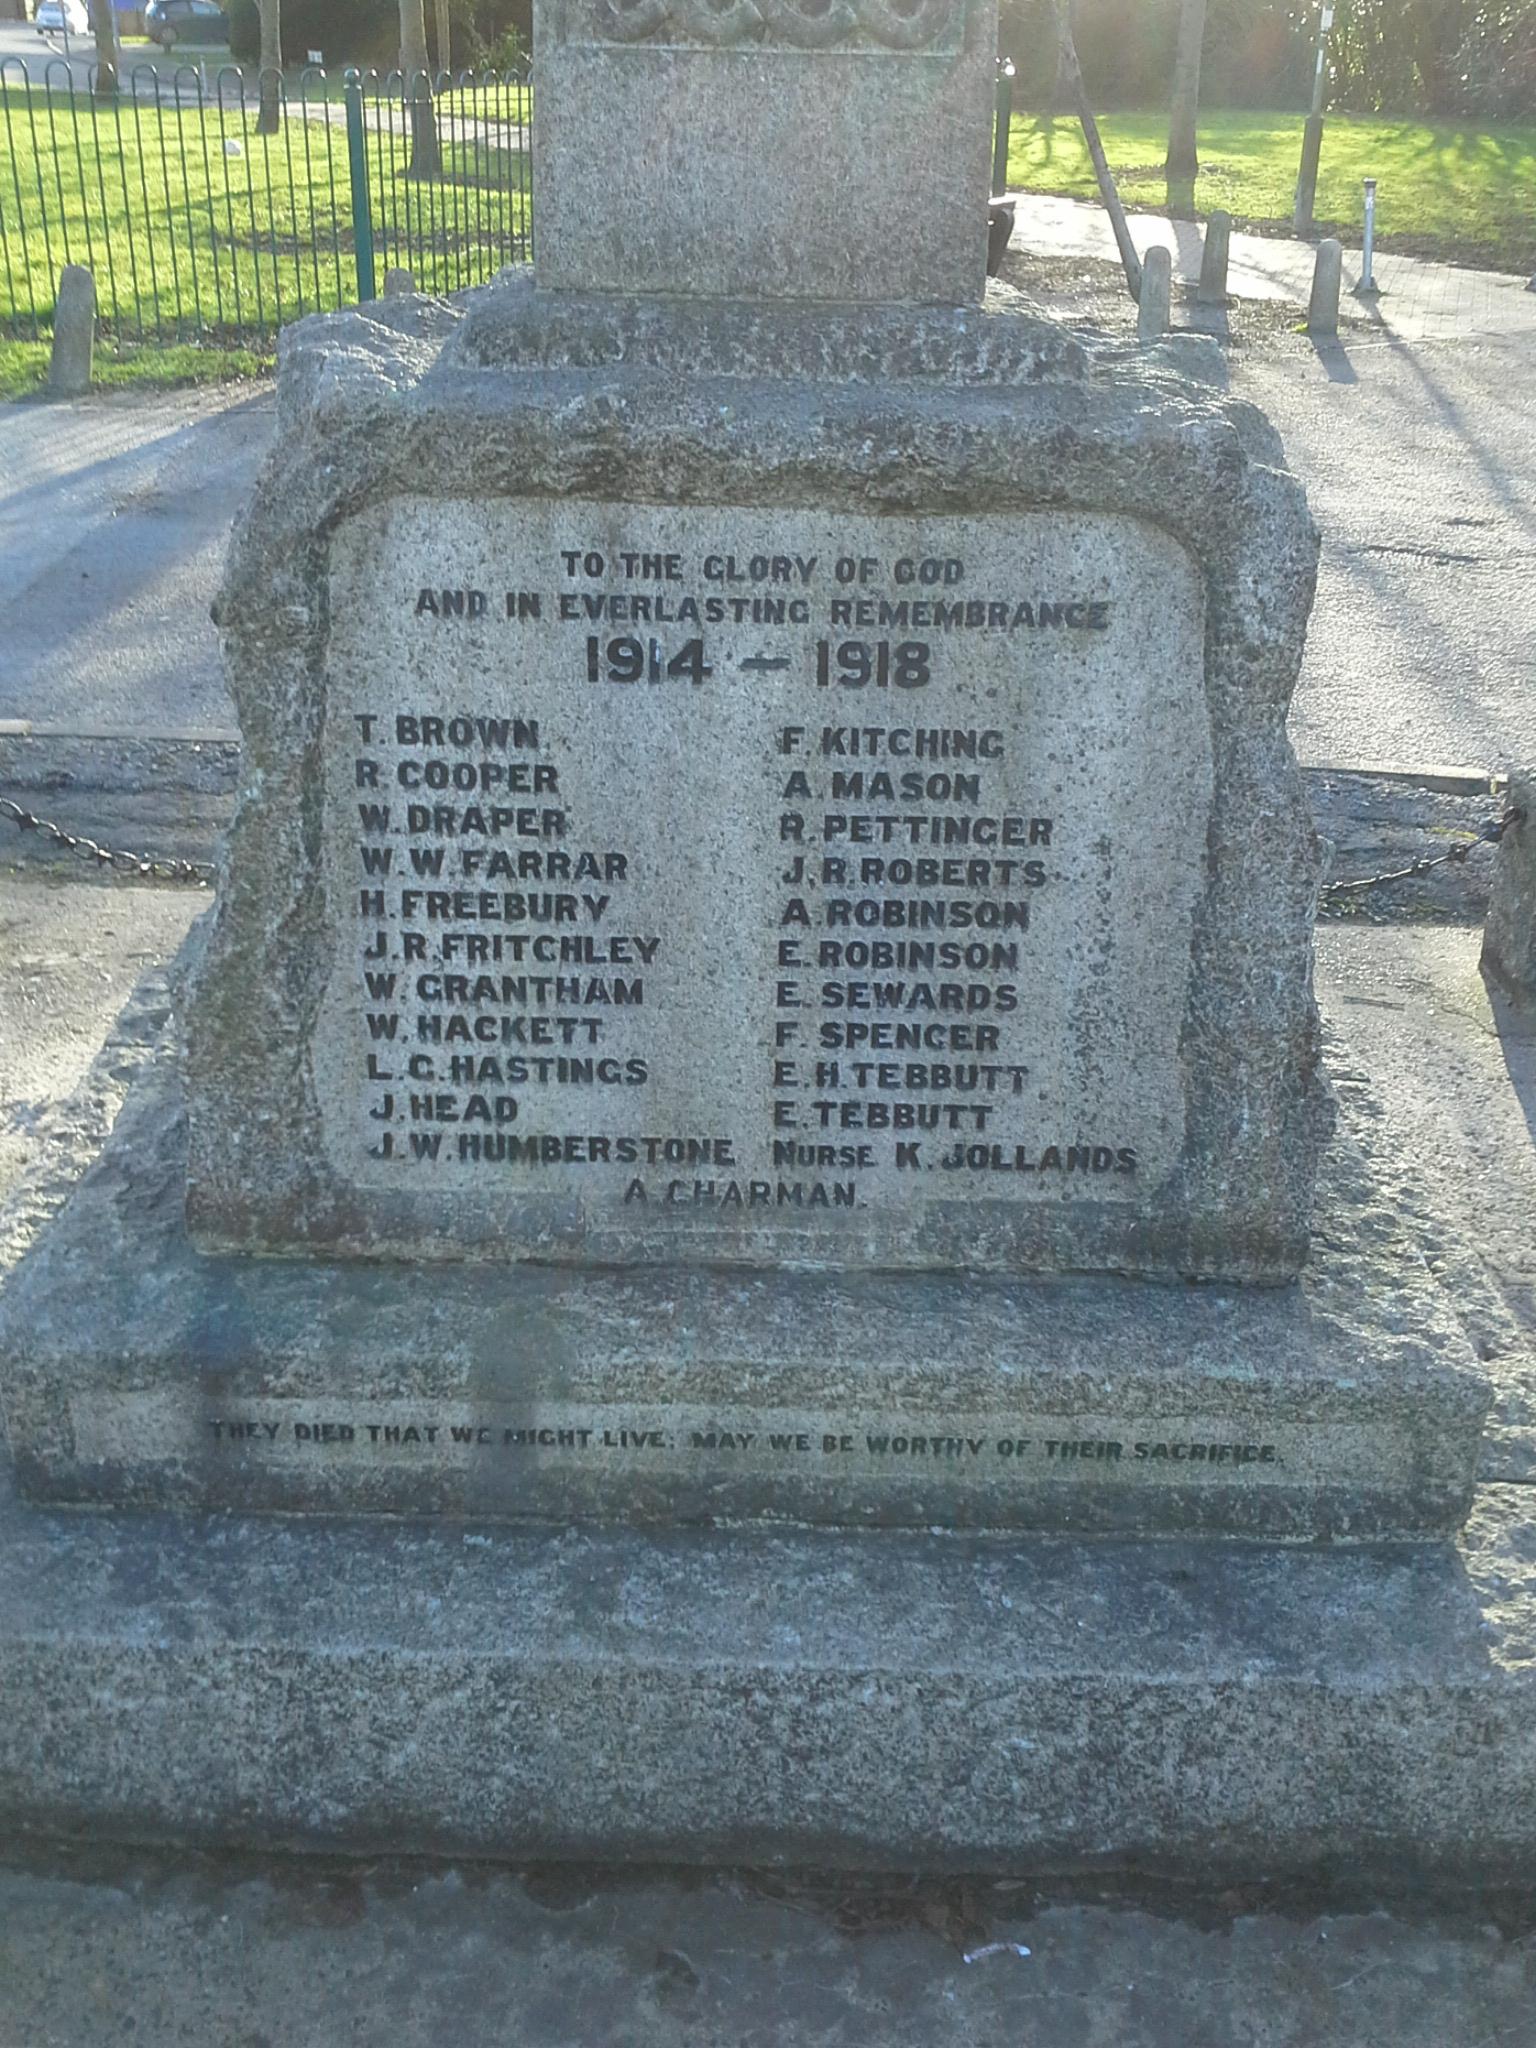 TO THE GLORY OF GOD
AND IN EVERLASTING REMEMBRANCE
1914 – 1918
T. BROWN.
R. COOPER
W. DRAPER
W. W. FARRAR
H. FREEBURY
J. R. FRITCHLEY
W. GRANTHAM
W. HACKETT
L. G. HASTINGS
J. HEAD
J. W. HUMBERSTONE
F. KITCHING
A. MASON
R. PETTINGER
J. R. ROBERTS
A. ROBINSON
E. ROBINSON
E. SEWARDS
F. SPENCER
E. H. TEBBUTT
E. TEBBUTT
NURSE K. JOLLANDS
A. CHARMAN.
THEY DIED THAT WE MIGHT LIVE: MAY WE BE WORTHY OF THEIR SACRIFICE.